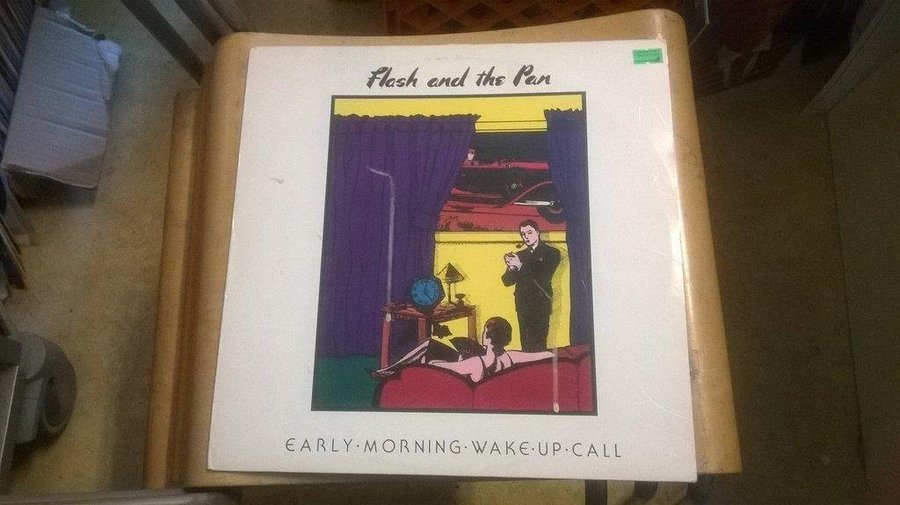 Flash and the Pan
EARLY·MORNING·WAKE·UP·CALL